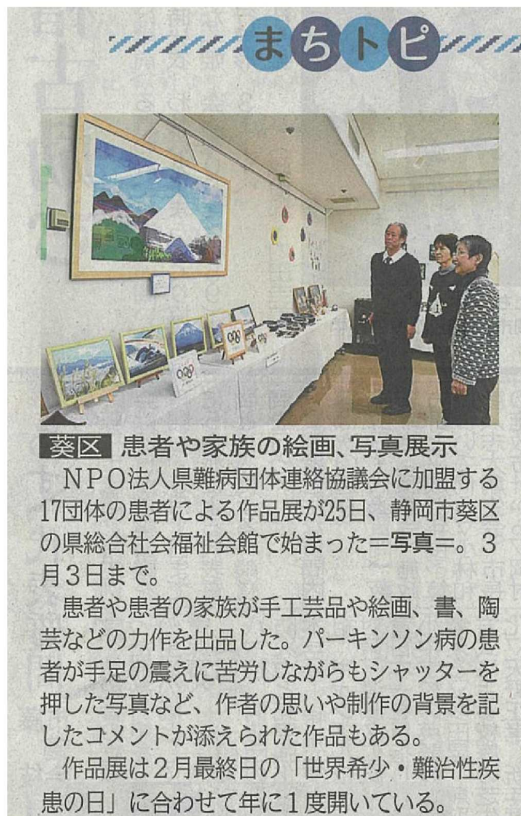 まちトピ
葵区 患者や家族の絵画、写真展示
NPO法人県難病団体連絡協議会に加盟する
17団体の患者による作品展が25日、静岡市葵区
の県総合社会福祉会館で始まった=写真=。3
月3日まで。
患者や患者の家族が手工芸品や絵画、書、陶
芸などの力作を出品した。パーキンソン病の患
者が手足の震えに苦労しながらもシャッターを
押した写真など、作者の思いや制作の背景を記
したコメントが添えられた作品もある。
作品展は2月最終日の「世界希少・難治性疾
患の日」に合わせて年に1度開いている。